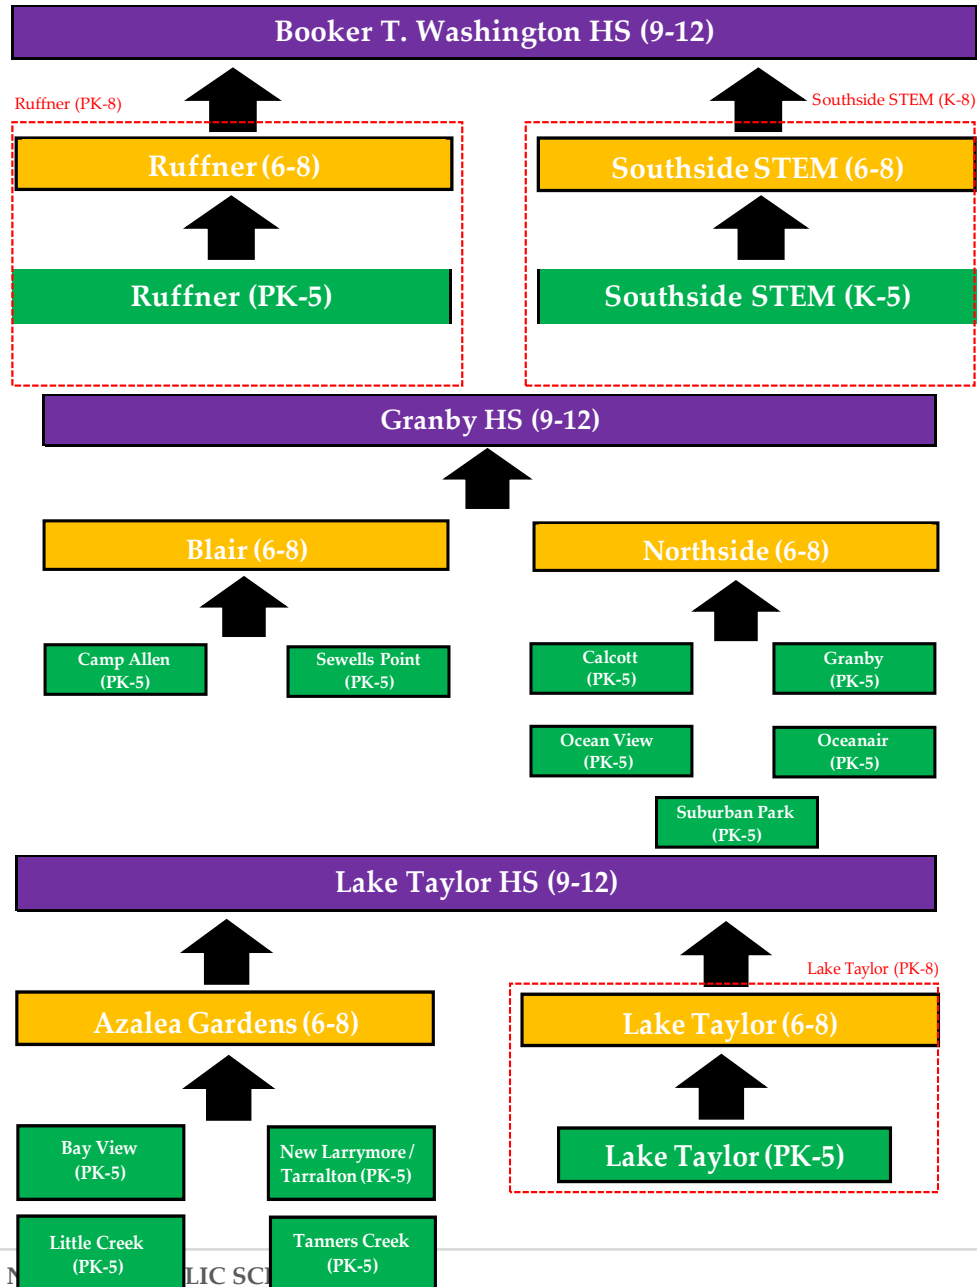 Booker T. Washington HS (9-12)
Ruffner (PK-8)
Southside STEM (K-8)
Ruffner (6-8)
Southside STEM (6-8)
Ruffner (PK-5)
Southside STEM (K-5)
Granby HS (9-12)
Blair (6-8)
Northside (6-8)
Camp Allen
(PK-5)
Sewells Point
(PK-5)
Calcott
(PK-5)
Granby
(PK-5)
Ocean View
(PK-5)
Oceanair
(PK-5)
Suburban Park
(PK-5)
Lake Taylor HS (9-12)
Lake Taylor (PK-8)
Azalea Gardens (6-8)
Lake Taylor (6-8)
Bay View
(PK-5)
New Larrymore /
Tarralton (PK-5)
Lake Taylor (PK-5)
Little Creek
(PK-5)
Tanners Creek
(PK-5)